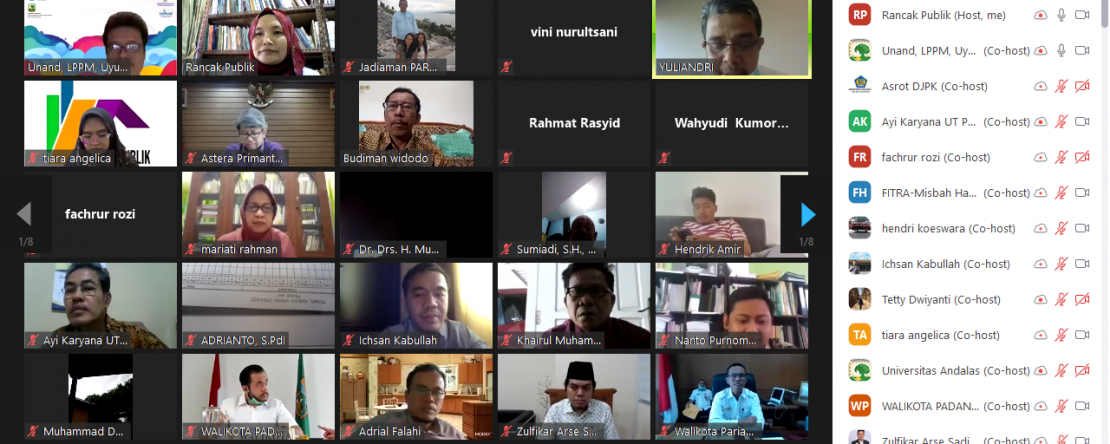 Unand, LPPM, Uyu...
Rancak Publik
Jadiaman PAR...
vini nurultsani
YULIANDRI
tiara angelica
Astera Primant...
Budiman widodo
Rahmat Rasyid
Wahyudi Kumor...
PUBLIK
1/8
fachrur rozi
mariati rahman
Dr. Drs. H. Mu...
Sumiadi, S.H., ...
Hendrik Amir
1/8
Ayi Karyana UT...
ADRIANTO, S.PdI
Ichsan Kabullah
Khairul Muham...
Nanto Purnom...
Muhammad D...
WALIKOTA PAD...
Adrial Falahi
Zulfikar Arse S...
Walikota Paria...
RP Rancak Publik (Host, me)
Unand, LPPM, Uy... (Co-host)
Asrot DJPK (Co-host)
AK Ayi Karyana UT P... (Co-host)
FR fachrur rozi (Co-host)
FH FITRA-Misbah Ha... (Co-host)
hendri koeswara (Co-host)
Ichsan Kabullah (Co-host)
Tetty Dwiyanti (Co-host)
TA tiara angelica (Co-host)
Universitas Andalas (Co-host)
WP WALIKOTA PADAN... (Co-host)
Zulfikar Arse Sadi... (Co-host)